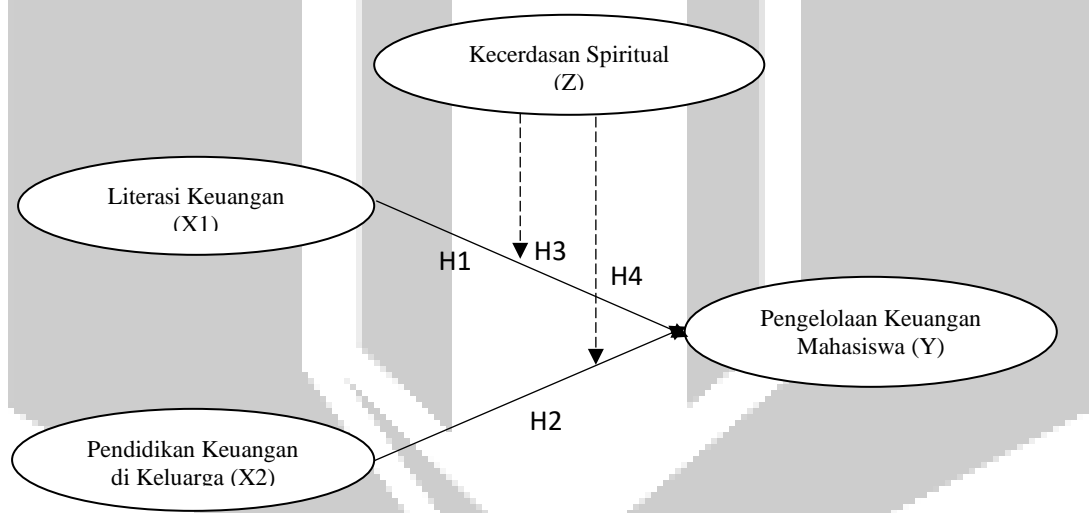 Kecerdasan Spiritual
(Z)
Literasi Keuangan
(X1)
H3
H1
H4
Pengelolaan Keuangan
Mahasiswa (Y)
H2
Pendidikan Keuangan
di Keluarga (X2)